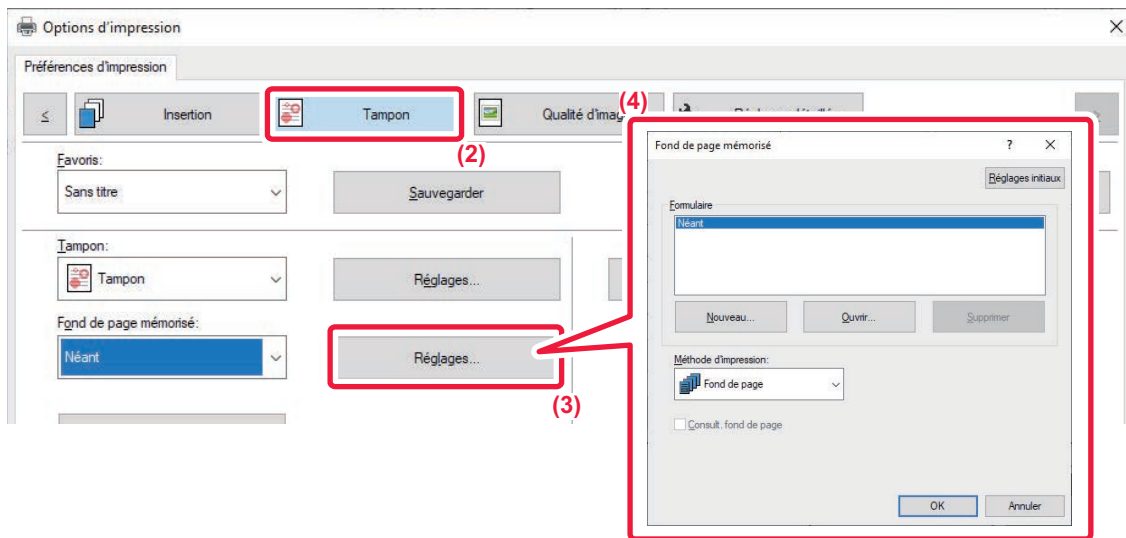 Options d'impression
Préférences d'impression
≤
Insertion
Tampon
Qualité d'imag
(4)
(2)
Favoris:
Sans titre
Sauvegarder
Tampon:
Tampon
Réglages...
Fond de page mémorisé:
Néant
Réglages...
(3)
Fond de page mémorisé
?
Réglages initiaux
Formulaire
Néant
Nouveau...
Ouvrir...
Supprimer
Méthode d'impression:
Fond de page
Consult. fond de page
OK
Annuler